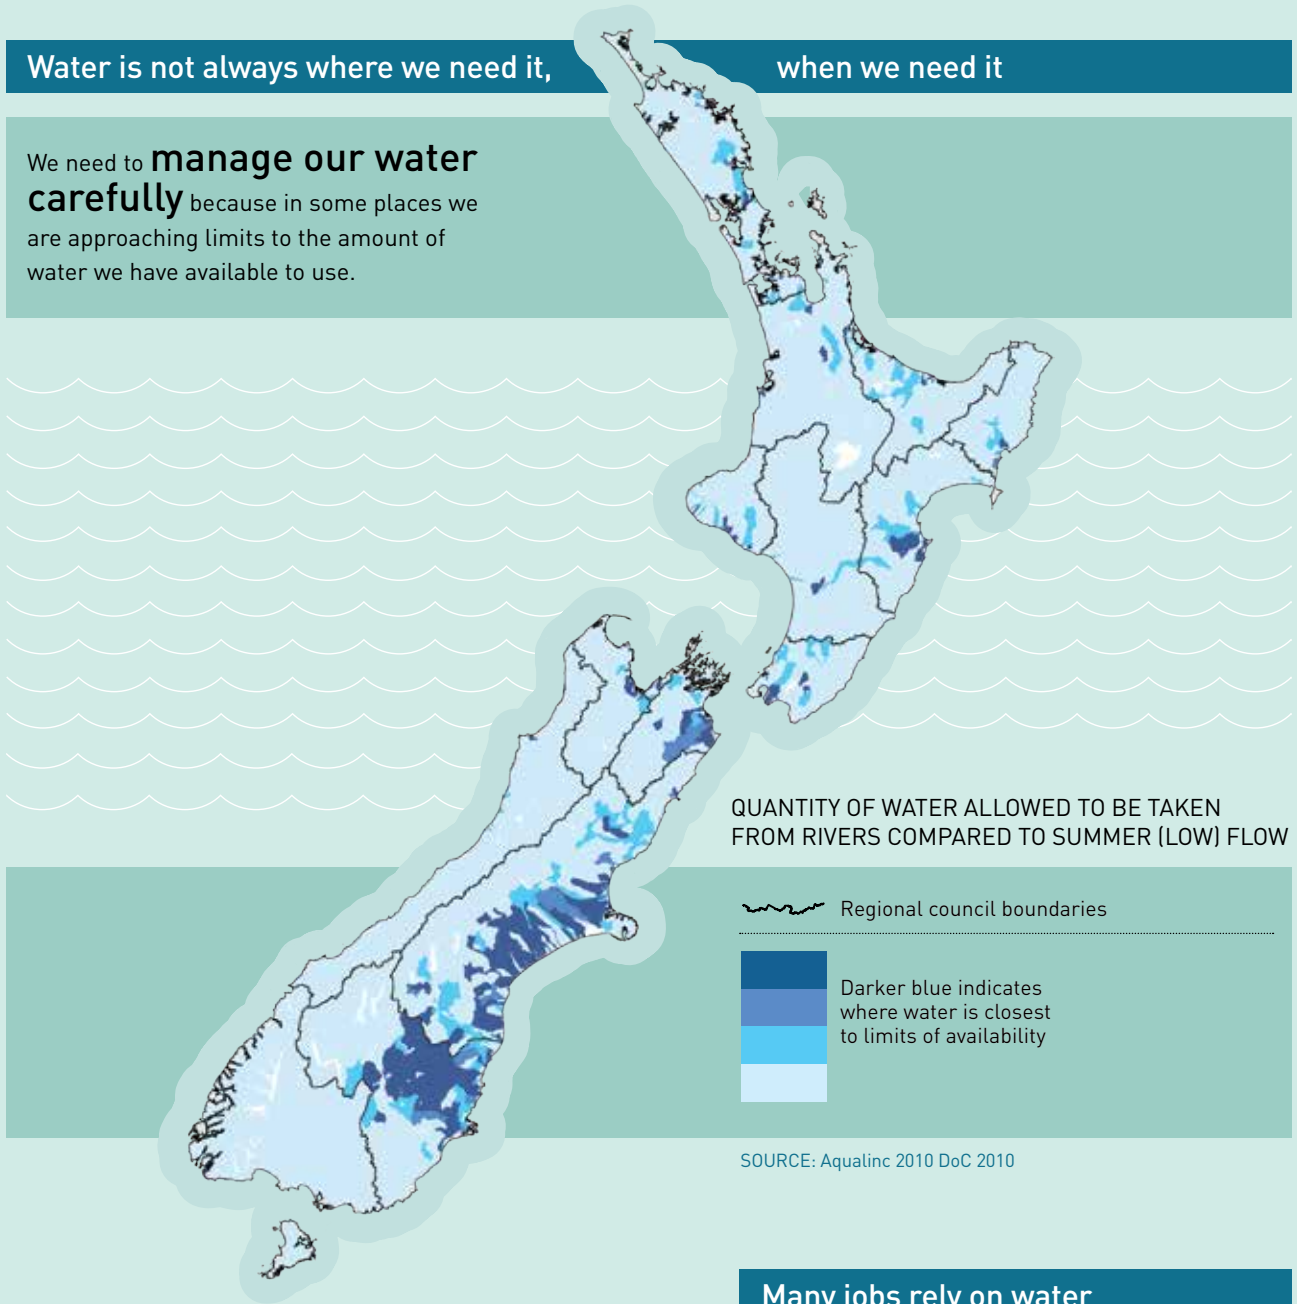 Water is not always where we need it, when we need it
We need to manage our water
carefully because in some places we
are approaching limits to the amount of
water we have available to use.
QUANTITY OF WATER ALLOWED TO BE TAKEN
FROM RIVERS COMPARED TO SUMMER (LOW) FLOW
Regional council boundaries
Darker blue indicates
where water is closest
to limits of availability
SOURCE: Aqualinc 2010 DoC 2010
Many jobs rely on water